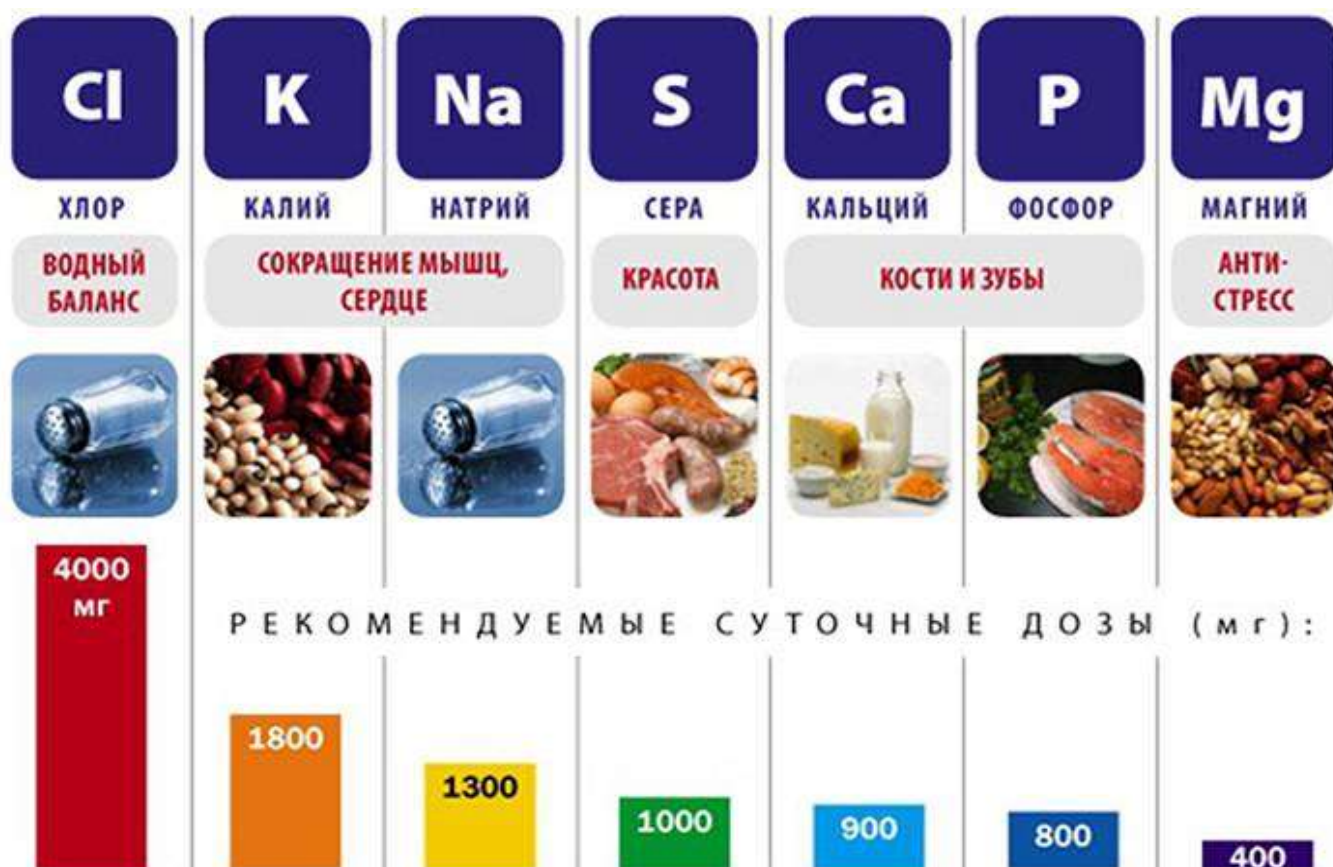 Cl K Na S Ca P Mg
ХЛОР КАЛИЙ НАТРИЙ СЕРА КАЛЬЦИЙ ФОСФОР МАГНИЙ
ВОДНЫЙ
БАЛАНС
СОКРАЩЕНИЕ МЫШЦ,
СЕРДЦЕ
КРАСОТА
КОСТИ И ЗУБЫ
АНТИ-
СТРЕСС
4000
мг
РЕКОМЕНДУЕМЫЕ СУТОЧНЫЕ ДОЗЫ (мг):
1800
1300
1000
900
800
400